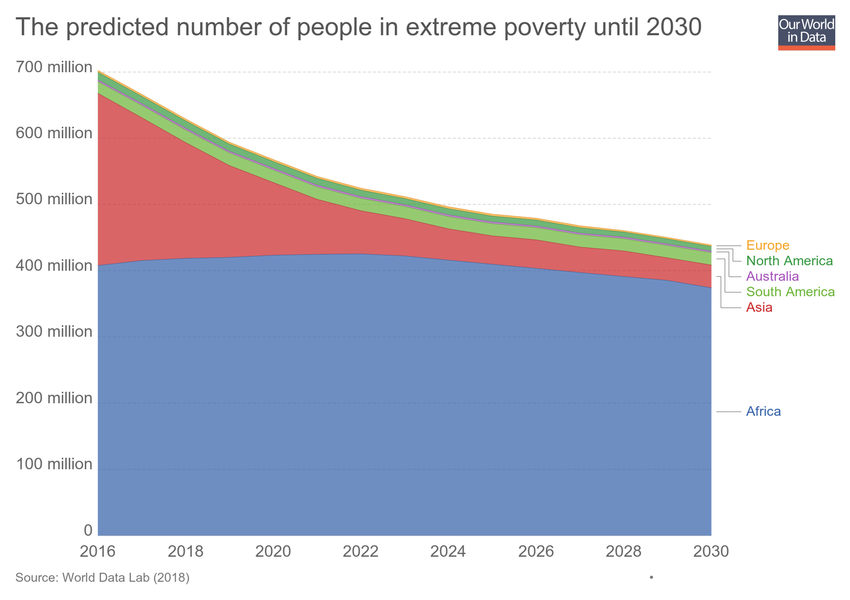 The predicted number of people in extreme poverty until 2030
Our World
in Data
700 million
600 million
500 million
400 million
300 million
200 million
100 million
0
2016 2018 2020 2022 2024 2026 2028 2030
Europe
North America
Australia
South America
Asia
Africa
Source: World Data Lab (2018)
•